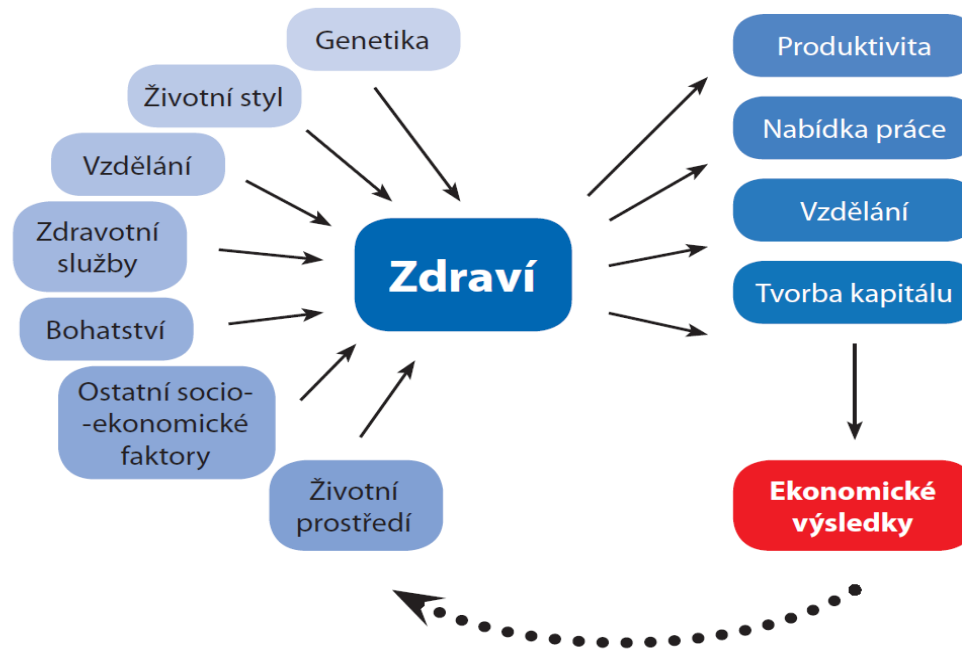 Genetika
Životní styl
Vzdělání
Zdravotní
služby
Bohatství
Ostatní socio-
-ekonomické
faktory
Životní
prostředí
Zdraví
Produktivita
Nabídka práce
Vzdělání
Tvorba kapitálu
Ekonomické
výsledky